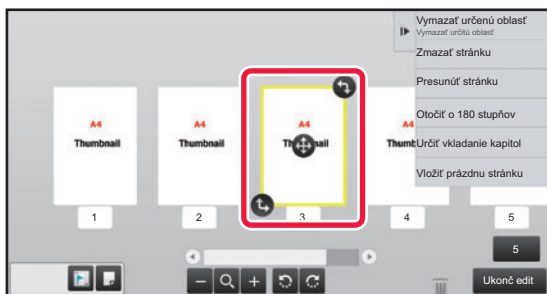 Vymazať určenú oblasť
Vymazať určitú oblasť
Zmazať stránku
Presunúť stránku
Otočiť o 180 stupňov
Určiť vkladanie kapitol
Vložiť prázdnu stránku
A4
Thumbnail
1
A4
Thumbnail
2
A4
3
A4
4
5
5
Ukonč edit